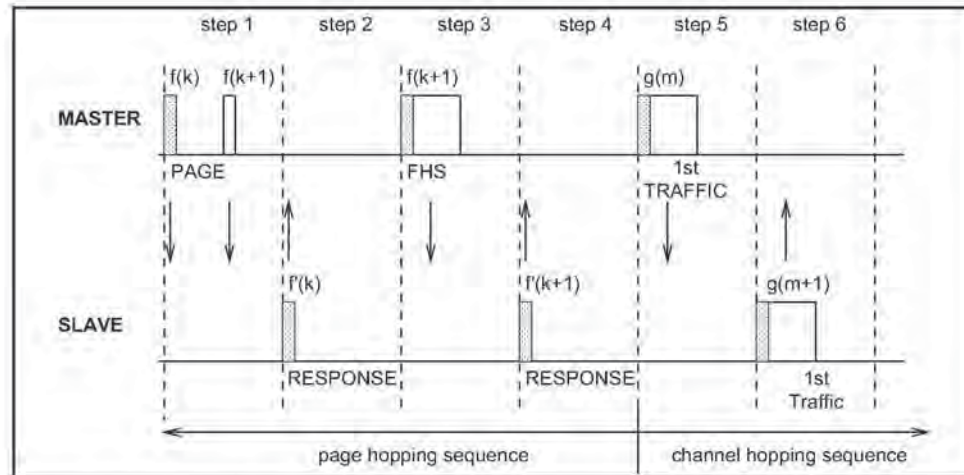 step 1 step 2 step 3 step 4 step 5 step 6
f(k) f(k+1) f(k+1) g(m)
MASTER
PAGE FHS 1st
TRAFFIC
f'(k) f'(k+1) g(m+1)
SLAVE
RESPONSE RESPONSE 1st
Traffic
page hopping sequence channel hopping sequence